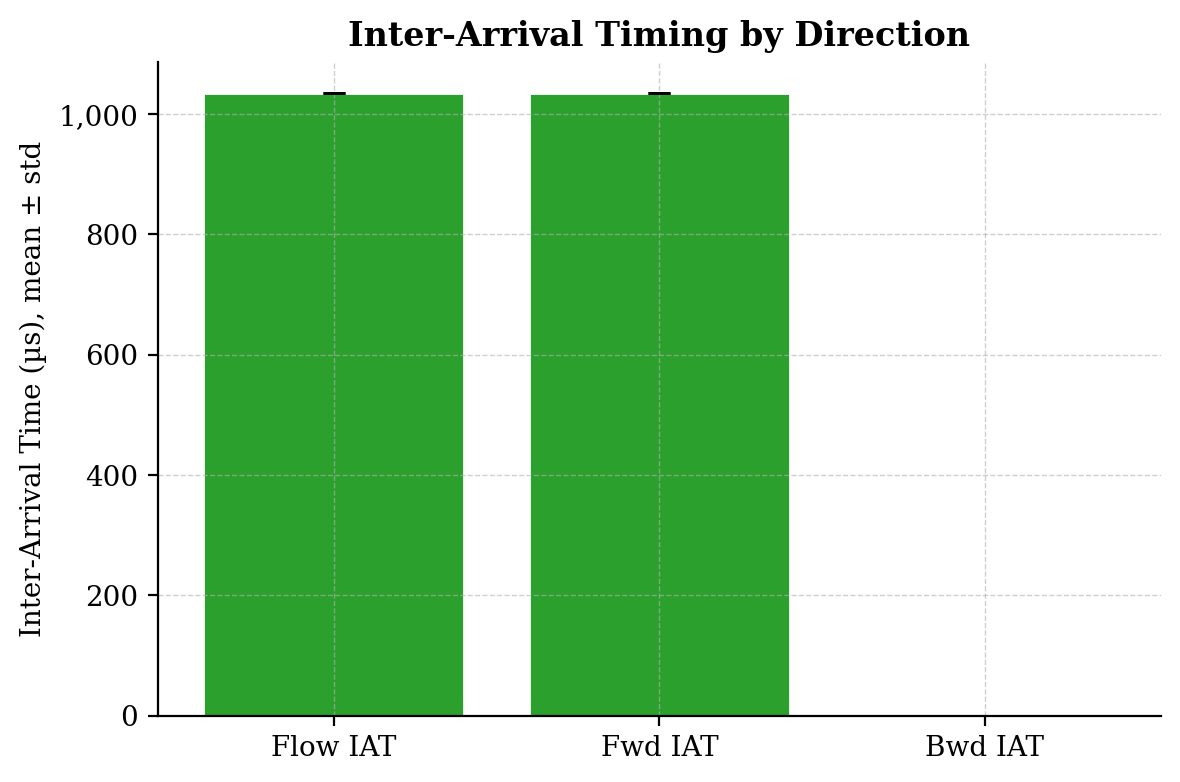 Inter-Arrival Timing by Direction
Inter-Arrival Time (µs), mean ± std
1,000
800
600
400
200
0
Flow IAT
Fwd IAT
Bwd IAT